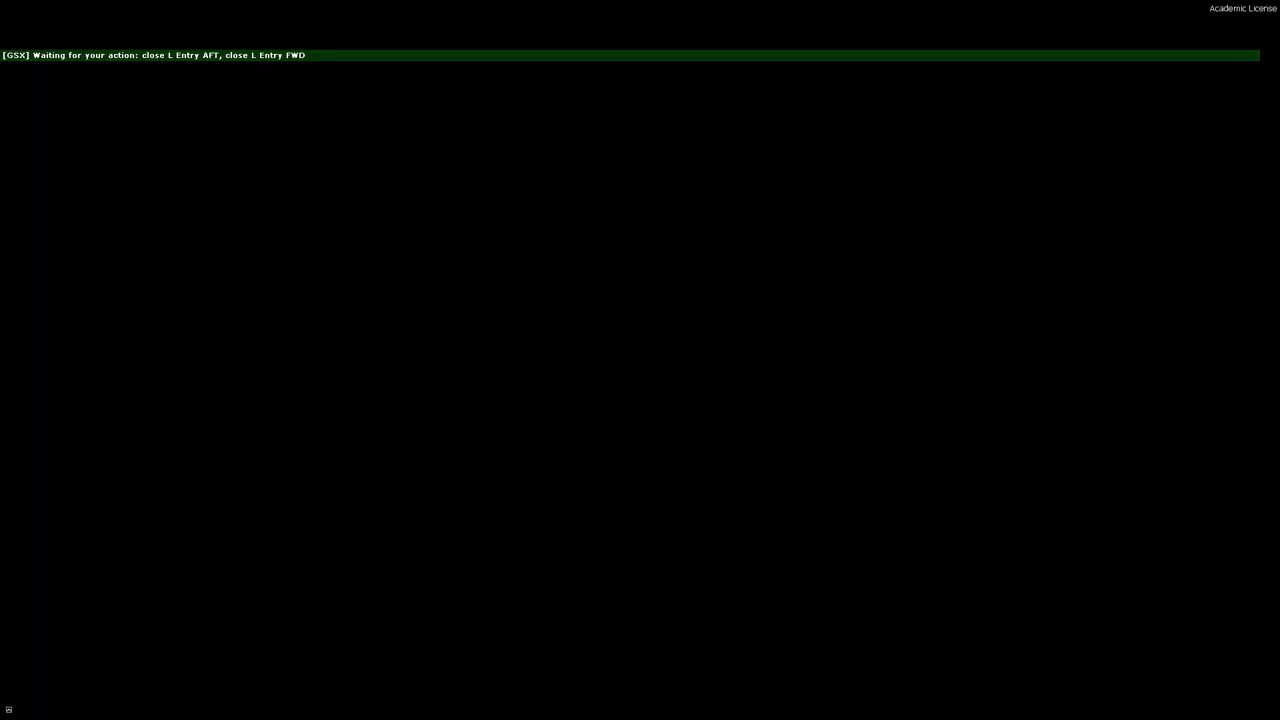 Academic License
[GSX] Waiting for your action: close L Entry AFT, close L Entry FWD